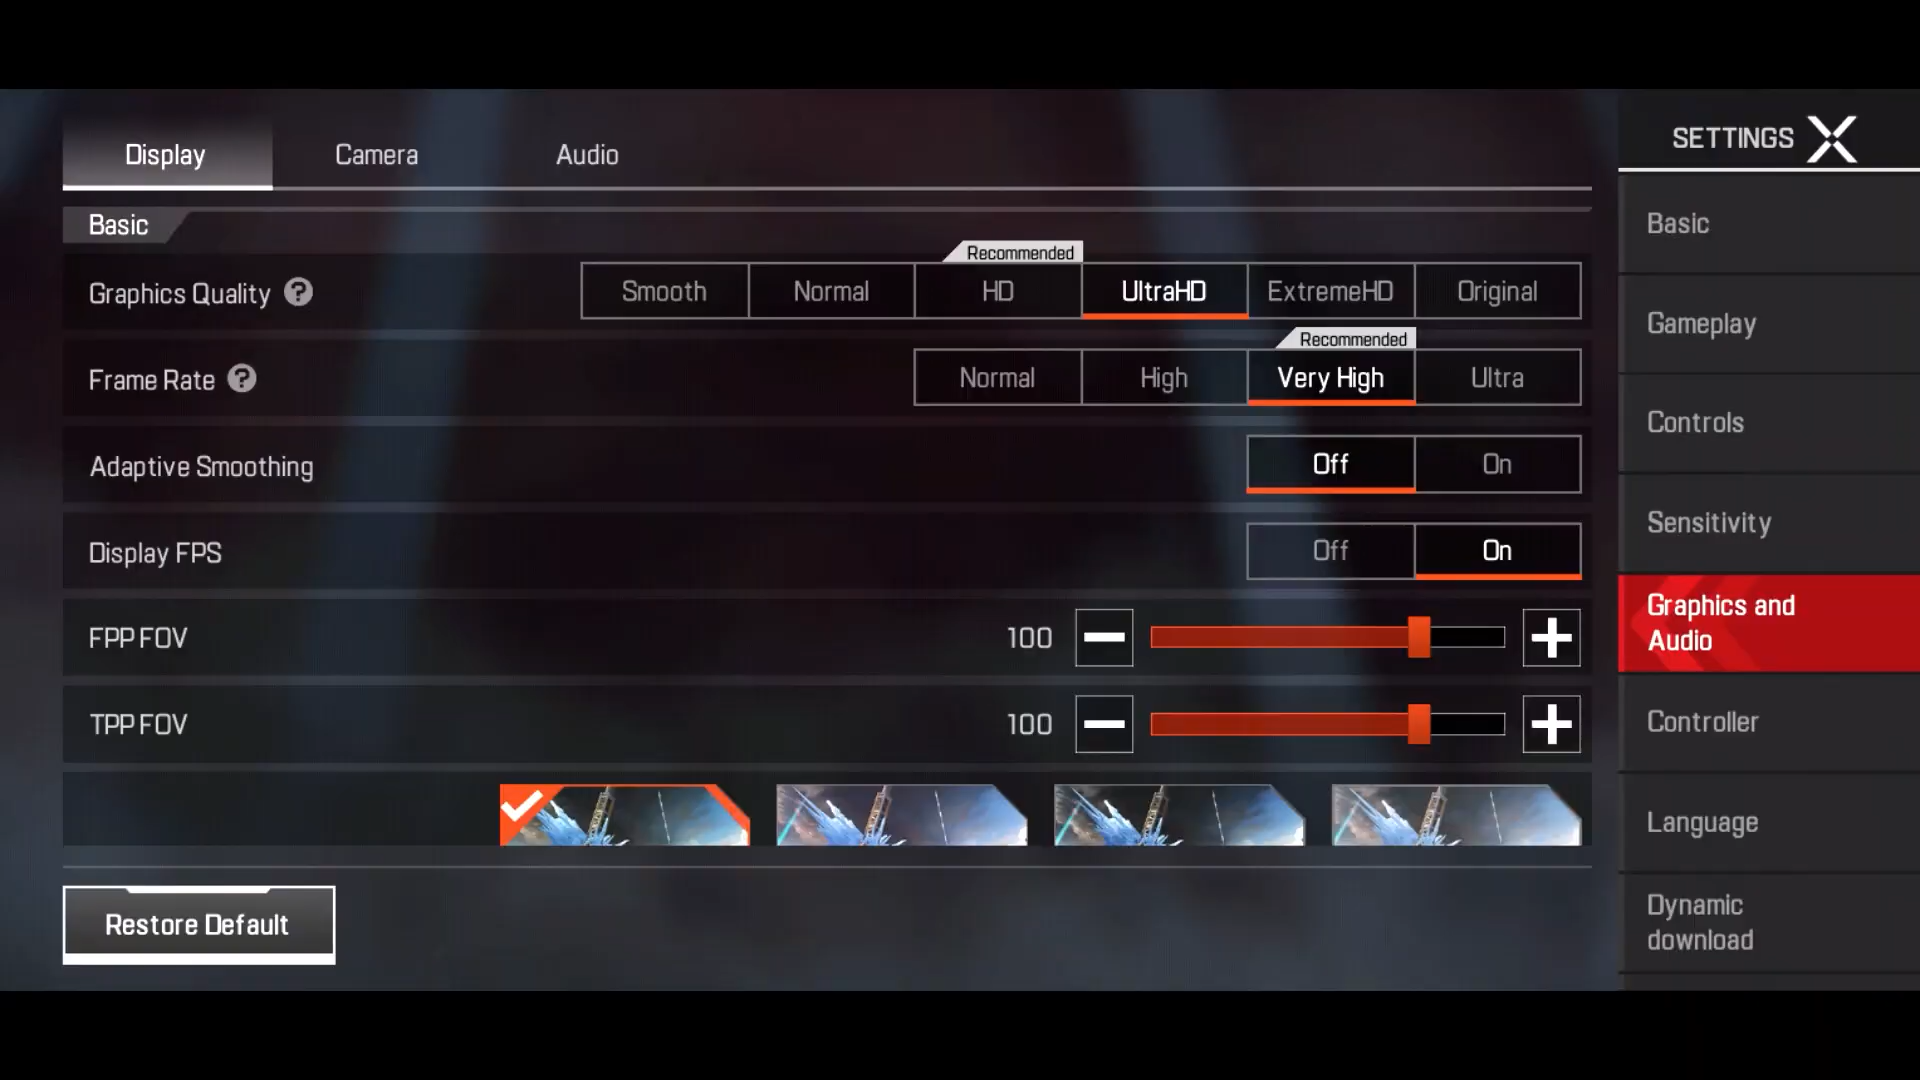 Display
Camera
Audio
SETTINGS
Basic
Recommended
Graphics Quality ?
Smooth
Normal
HD
UltraHD
ExtremeHD
Original
Recommended
Frame Rate ?
Normal
High
Very High
Ultra
Adaptive Smoothing
Off
On
Display FPS
Off
On
FPP FOV
100
TPP FOV
100
Restore Default
Basic
Gameplay
Controls
Sensitivity
Graphics and
Audio
Controller
Language
Dynamic
download